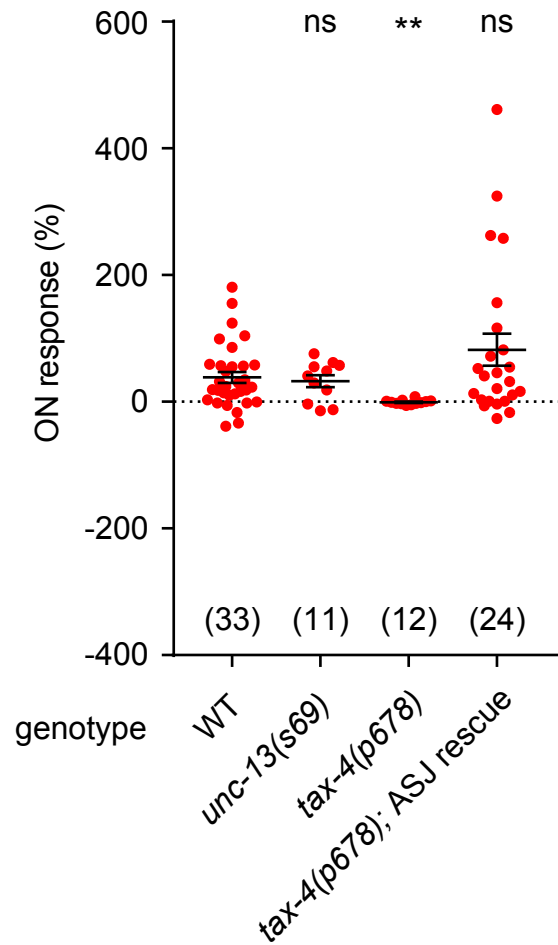 600
ns
**
ns
400
200
0
-200
-400
ON response (%)
(33)
(11)
(12)
(24)
genotype
WT
unc-13(s69)
tax-4(p678)
tax-4(p678); ASJ rescue